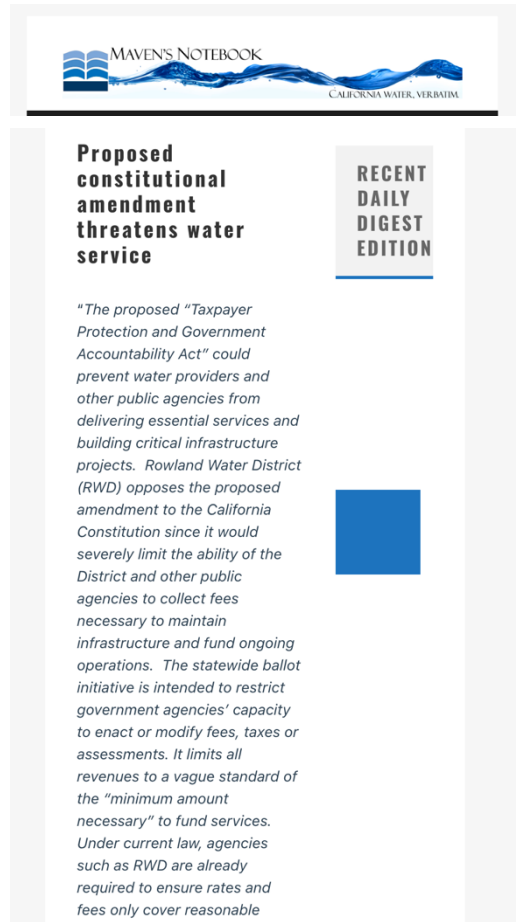 MAVEN'S NOTEBOOK
CALIFORNIA WATER, VERBATIM.
Proposed
constitutional
amendment
threatens water
service
RECENT
DAILY
DIGEST
EDITION
"The proposed “Taxpayer
Protection and Government
Accountability Act” could
prevent water providers and
other public agencies from
delivering essential services and
building critical infrastructure
projects.  Rowland Water District
(RWD) opposes the proposed
amendment to the California
Constitution since it would
severely limit the ability of the
District and other public
agencies to collect fees
necessary to maintain
infrastructure and fund ongoing
operations.  The statewide ballot
initiative is intended to restrict
government agencies’ capacity
to enact or modify fees, taxes or
assessments. It limits all
revenues to a vague standard of
the “minimum amount
necessary” to fund services.
Under current law, agencies
such as RWD are already
required to ensure rates and
fees only cover reasonable